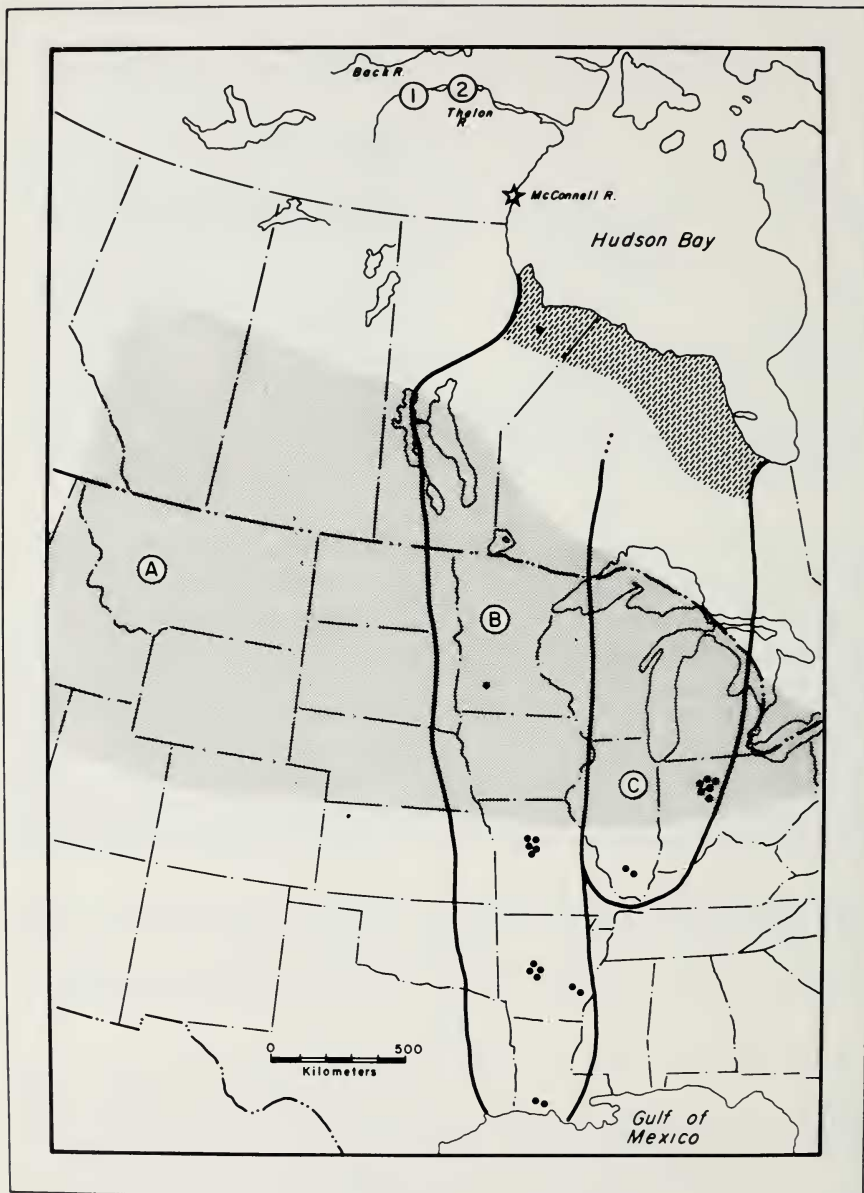 Back R.
1
2
Thelon
R
McConnell R.
Hudson Bay
A
B
C
0 500
Kilometers
Gulf of
Mexico